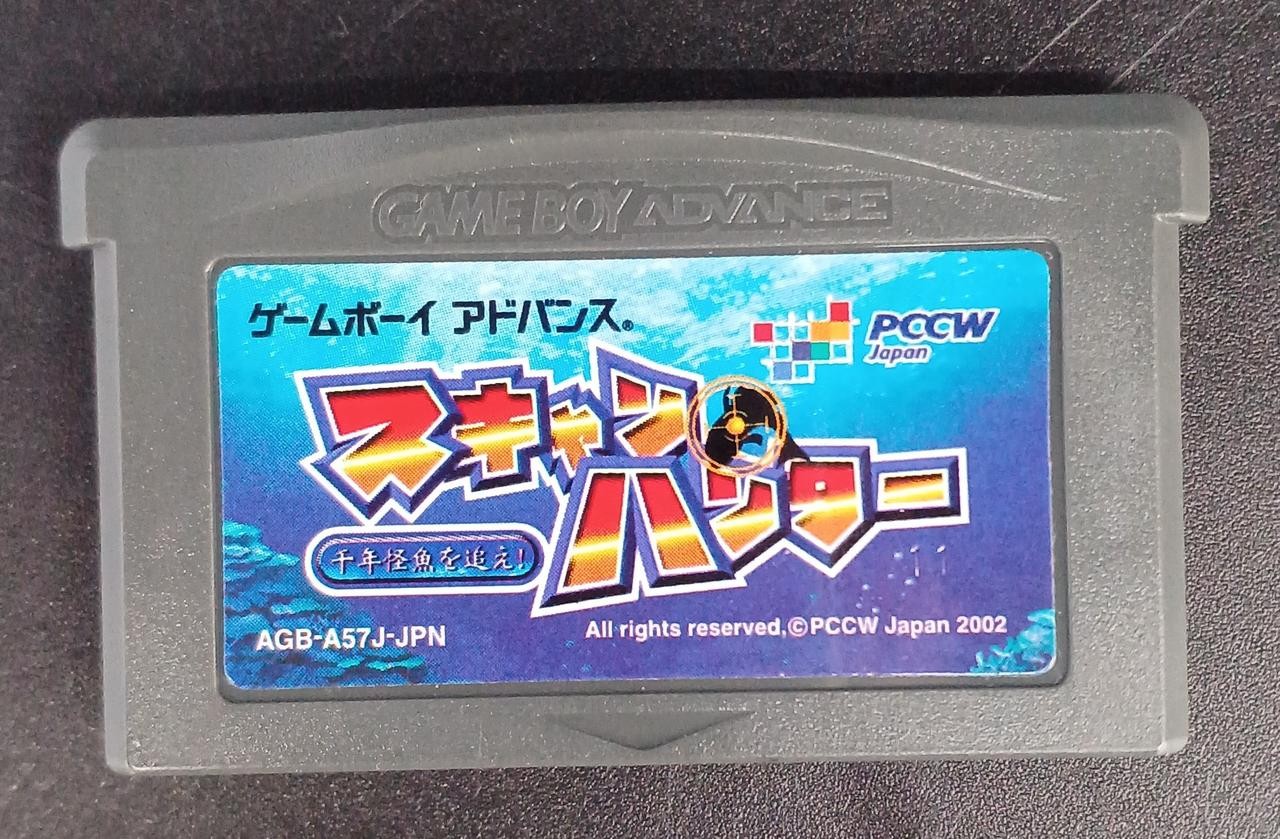 GAME BOY ADVANCE
ゲームボーイ アドバンス®
PCCW
Japan
スキャン
ハンター
千年怪魚を追え!
AGB-A57J-JPN
All rights reserved,©PCCW Japan 2002